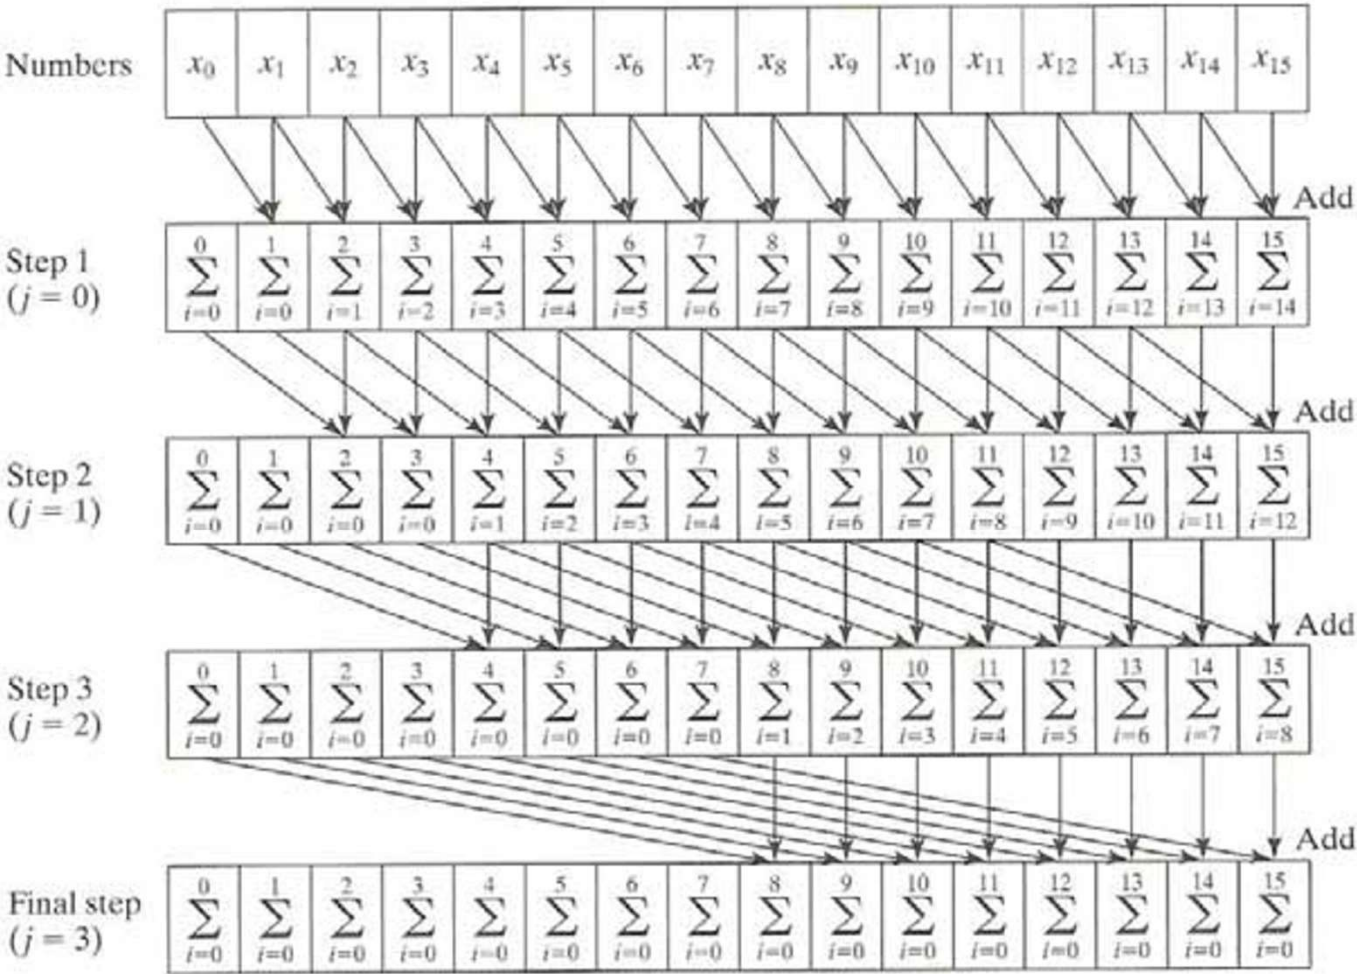 Numbers x₀ x₁ x₂ x₃ x₄ x₅ x₆ x₇ x₈ x₉ x₁₀ x₁₁ x₁₂ x₁₃ x₁₄ x₁₅
Add
0 1 2 3 4 5 6 7 8 9 10 11 12 13 14 15
Step 1 ∑ ∑ ∑ ∑ ∑ ∑ ∑ ∑ ∑ ∑ ∑ ∑ ∑ ∑ ∑ ∑
(j = 0) i=0 i=0 i=1 i=2 i=3 i=4 i=5 i=6 i=7 i=8 i=9 i=10 i=11 i=12 i=13 i=14
Add
0 1 2 3 4 5 6 7 8 9 10 11 12 13 14 15
Step 2 ∑ ∑ ∑ ∑ ∑ ∑ ∑ ∑ ∑ ∑ ∑ ∑ ∑ ∑ ∑ ∑
(j = 1) i=0 i=0 i=0 i=0 i=1 i=2 i=3 i=4 i=5 i=6 i=7 i=8 i=9 i=10 i=11 i=12
Add
0 1 2 3 4 5 6 7 8 9 10 11 12 13 14 15
Step 3 ∑ ∑ ∑ ∑ ∑ ∑ ∑ ∑ ∑ ∑ ∑ ∑ ∑ ∑ ∑ ∑
(j = 2) i=0 i=0 i=0 i=0 i=0 i=0 i=0 i=0 i=1 i=2 i=3 i=4 i=5 i=6 i=7 i=8
Add
0 1 2 3 4 5 6 7 8 9 10 11 12 13 14 15
Final step ∑ ∑ ∑ ∑ ∑ ∑ ∑ ∑ ∑ ∑ ∑ ∑ ∑ ∑ ∑ ∑
(j = 3) i=0 i=0 i=0 i=0 i=0 i=0 i=0 i=0 i=0 i=0 i=0 i=0 i=0 i=0 i=0 i=0